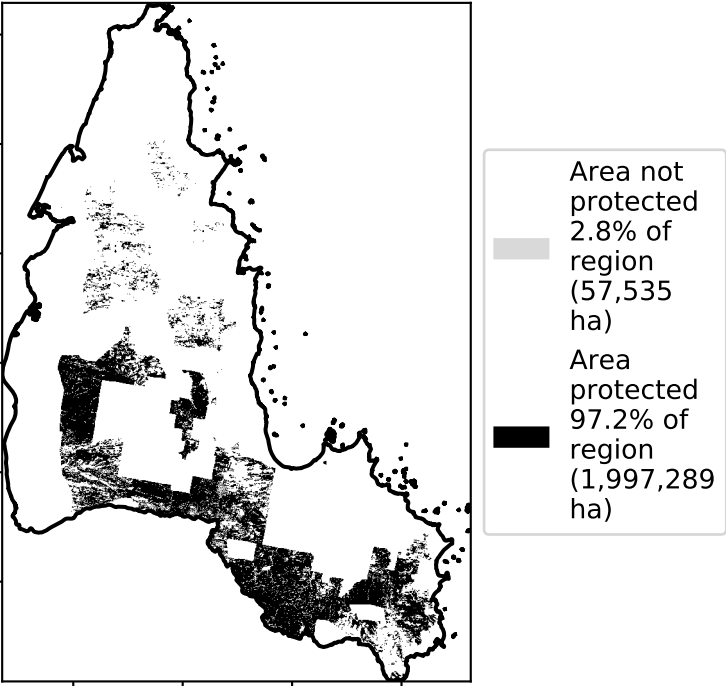 Area not
protected
2.8% of
region
(57,535
ha)
Area
protected
97.2% of
region
(1,997,289
ha)